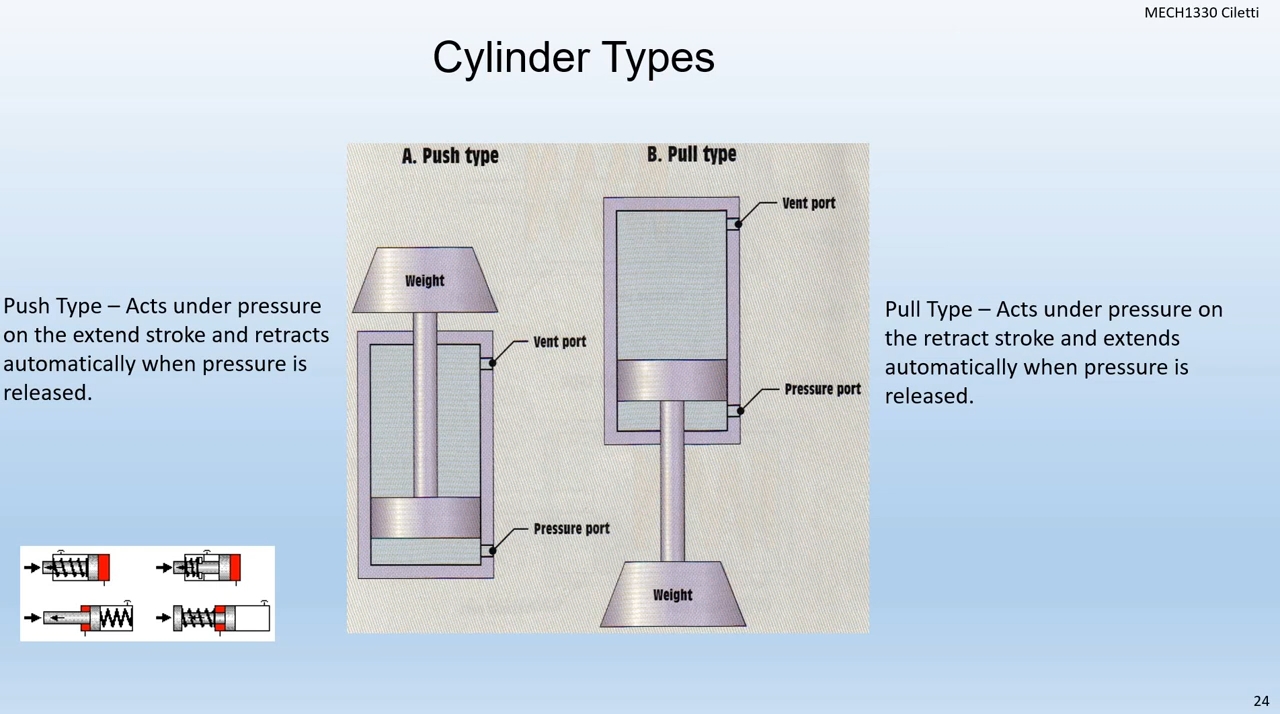 MECH1330 Ciletti
Cylinder Types
A. Push type
B. Pull type
Vent port
Weight
Push Type – Acts under pressure
on the extend stroke and retracts
automatically when pressure is
released.
Vent port
Pressure port
Pull Type – Acts under pressure on
the retract stroke and extends
automatically when pressure is
released.
Pressure port
Weight
24